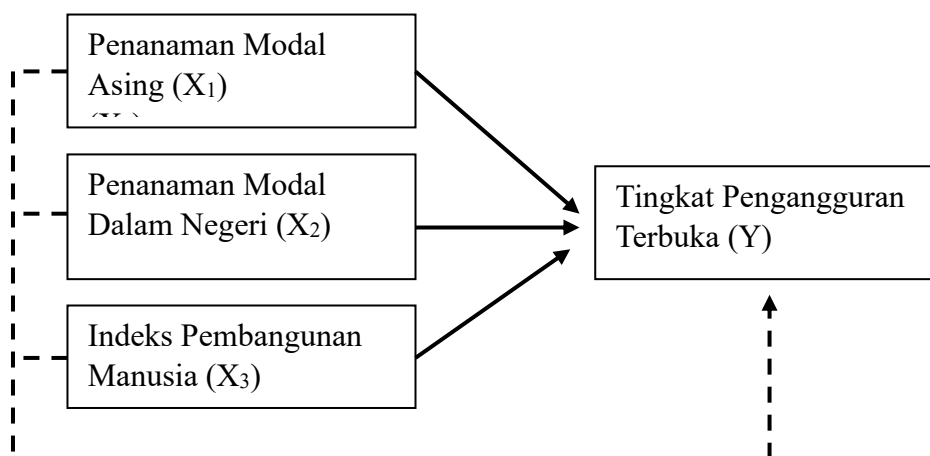 Penanaman Modal
Asing (X₁)
Penanaman Modal
Dalam Negeri (X₂)
Indeks Pembangunan
Manusia (X₃)
Tingkat Pengangguran
Terbuka (Y)